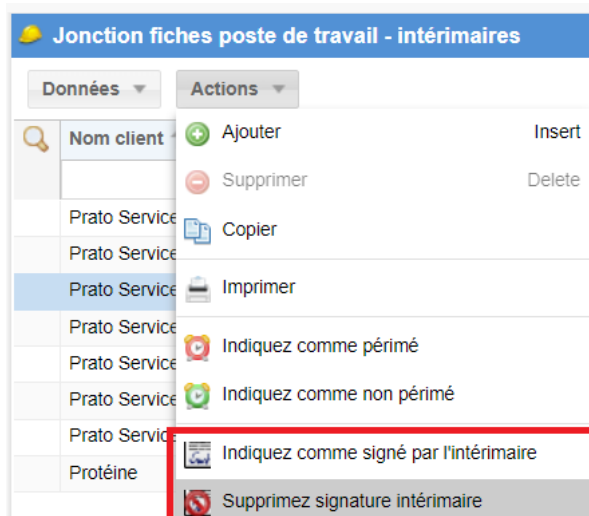 Jonction fiches poste de travail - intérimaires
Données Actions
Nom client
Ajouter Insert
Supprimer Delete
Prato Service
Copier
Prato Service
Prato Service
Imprimer
Prato Service
Indiquez comme périmé
Prato Service
Prato Service
Indiquez comme non périmé
Prato Service
Indiquez comme signé par l'intérimaire
Protéine
Supprimez signature intérimaire